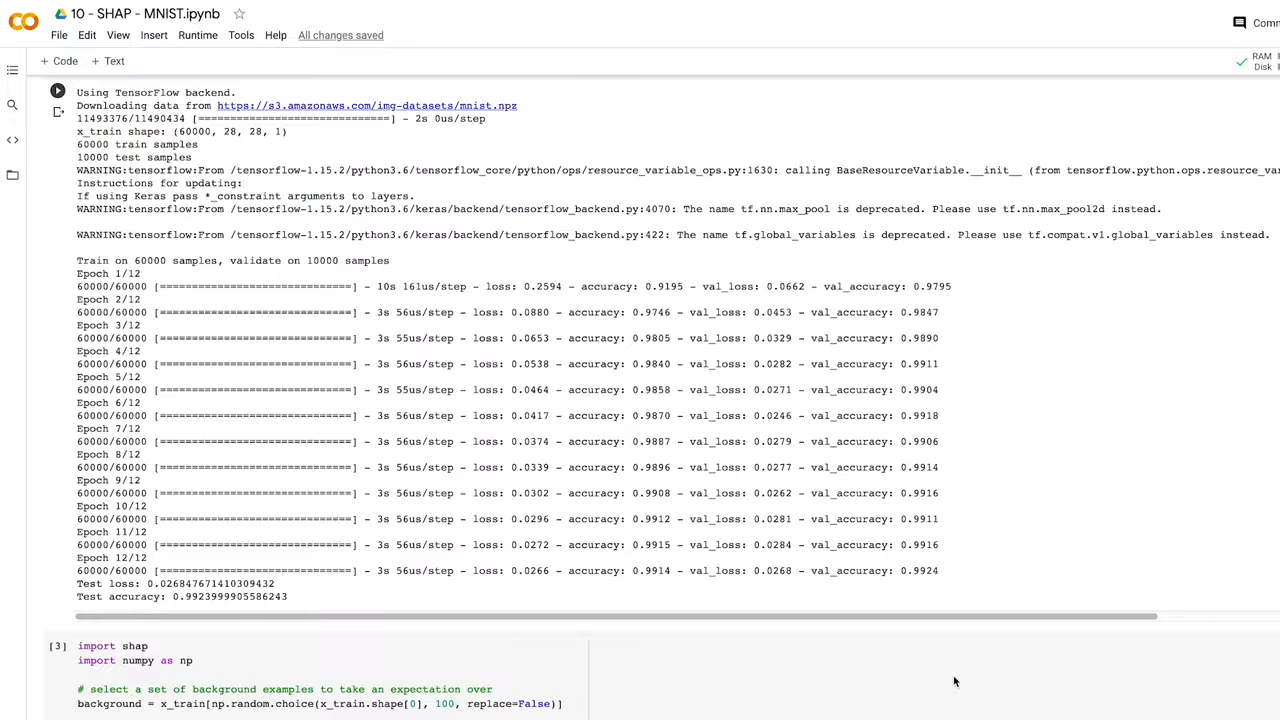 10 - SHAP - MNIST.ipynb
File Edit View Insert Runtime Tools Help All changes saved
+ Code + Text
RAM
Disk
Using TensorFlow backend.
Downloading data from https://s3.amazonaws.com/img-datasets/mnist.npz
11493376/11490434 [==============================] - 2s 0us/step
x_train shape: (60000, 28, 28, 1)
60000 train samples
10000 test samples
WARNING:tensorflow:From /tensorflow-1.15.2/python3.6/tensorflow_core/python/ops/resource_variable_ops.py:1630: calling BaseResourceVariable.__init__ (from tensorflow.python.ops.resource_va
Instructions for updating:
If using Keras pass *_constraint arguments to layers.
WARNING:tensorflow:From /tensorflow-1.15.2/python3.6/keras/backend/tensorflow_backend.py:4070: The name tf.nn.max_pool is deprecated. Please use tf.nn.max_pool2d instead.
WARNING:tensorflow:From /tensorflow-1.15.2/python3.6/keras/backend/tensorflow_backend.py:422: The name tf.global_variables is deprecated. Please use tf.compat.v1.global_variables instead.
Train on 60000 samples, validate on 10000 samples
Epoch 1/12
60000/60000 [==============================] - 10s 161us/step - loss: 0.2594 - accuracy: 0.9195 - val_loss: 0.0662 - val_accuracy: 0.9795
Epoch 2/12
60000/60000 [==============================] - 3s 56us/step - loss: 0.0880 - accuracy: 0.9746 - val_loss: 0.0453 - val_accuracy: 0.9847
Epoch 3/12
60000/60000 [==============================] - 3s 55us/step - loss: 0.0653 - accuracy: 0.9805 - val_loss: 0.0329 - val_accuracy: 0.9890
Epoch 4/12
60000/60000 [==============================] - 3s 56us/step - loss: 0.0538 - accuracy: 0.9840 - val_loss: 0.0282 - val_accuracy: 0.9911
Epoch 5/12
60000/60000 [==============================] - 3s 55us/step - loss: 0.0464 - accuracy: 0.9858 - val_loss: 0.0271 - val_accuracy: 0.9904
Epoch 6/12
60000/60000 [==============================] - 3s 56us/step - loss: 0.0417 - accuracy: 0.9870 - val_loss: 0.0246 - val_accuracy: 0.9918
Epoch 7/12
60000/60000 [==============================] - 3s 56us/step - loss: 0.0374 - accuracy: 0.9887 - val_loss: 0.0279 - val_accuracy: 0.9906
Epoch 8/12
60000/60000 [==============================] - 3s 56us/step - loss: 0.0339 - accuracy: 0.9896 - val_loss: 0.0277 - val_accuracy: 0.9914
Epoch 9/12
60000/60000 [==============================] - 3s 56us/step - loss: 0.0302 - accuracy: 0.9908 - val_loss: 0.0262 - val_accuracy: 0.9916
Epoch 10/12
60000/60000 [==============================] - 3s 56us/step - loss: 0.0296 - accuracy: 0.9912 - val_loss: 0.0281 - val_accuracy: 0.9911
Epoch 11/12
60000/60000 [==============================] - 3s 56us/step - loss: 0.0272 - accuracy: 0.9915 - val_loss: 0.0284 - val_accuracy: 0.9916
Epoch 12/12
60000/60000 [==============================] - 3s 56us/step - loss: 0.0266 - accuracy: 0.9914 - val_loss: 0.0268 - val_accuracy: 0.9924
Test loss: 0.026847671410309432
Test accuracy: 0.9923999905586243
[3] import shap
import numpy as np
# select a set of background examples to take an expectation over
background = x_train[np.random.choice(x_train.shape[0], 100, replace=False)]